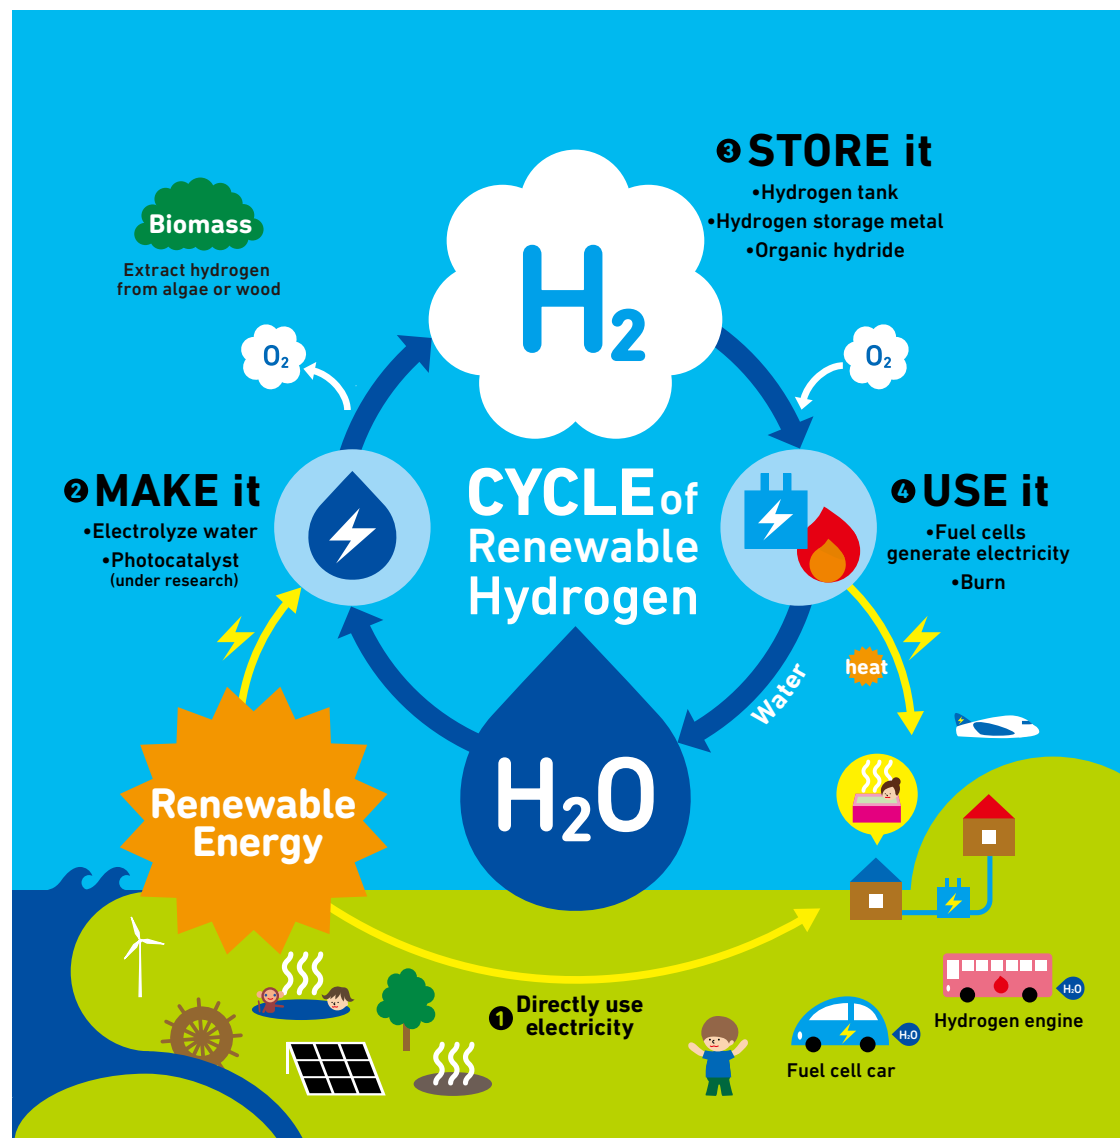 ❸ STORE it
•Hydrogen tank
•Hydrogen storage metal
•Organic hydride
Biomass
Extract hydrogen
from algae or wood
H₂
O₂
O₂
❷ MAKE it
•Electrolyze water
•Photocatalyst
(under research)
CYCLE of
Renewable
Hydrogen
❹ USE it
•Fuel cells
generate electricity
•Burn
Water
heat
H₂O
Renewable
Energy
❶ Directly use
electricity
H₂O
Hydrogen engine
H₂O
Fuel cell car